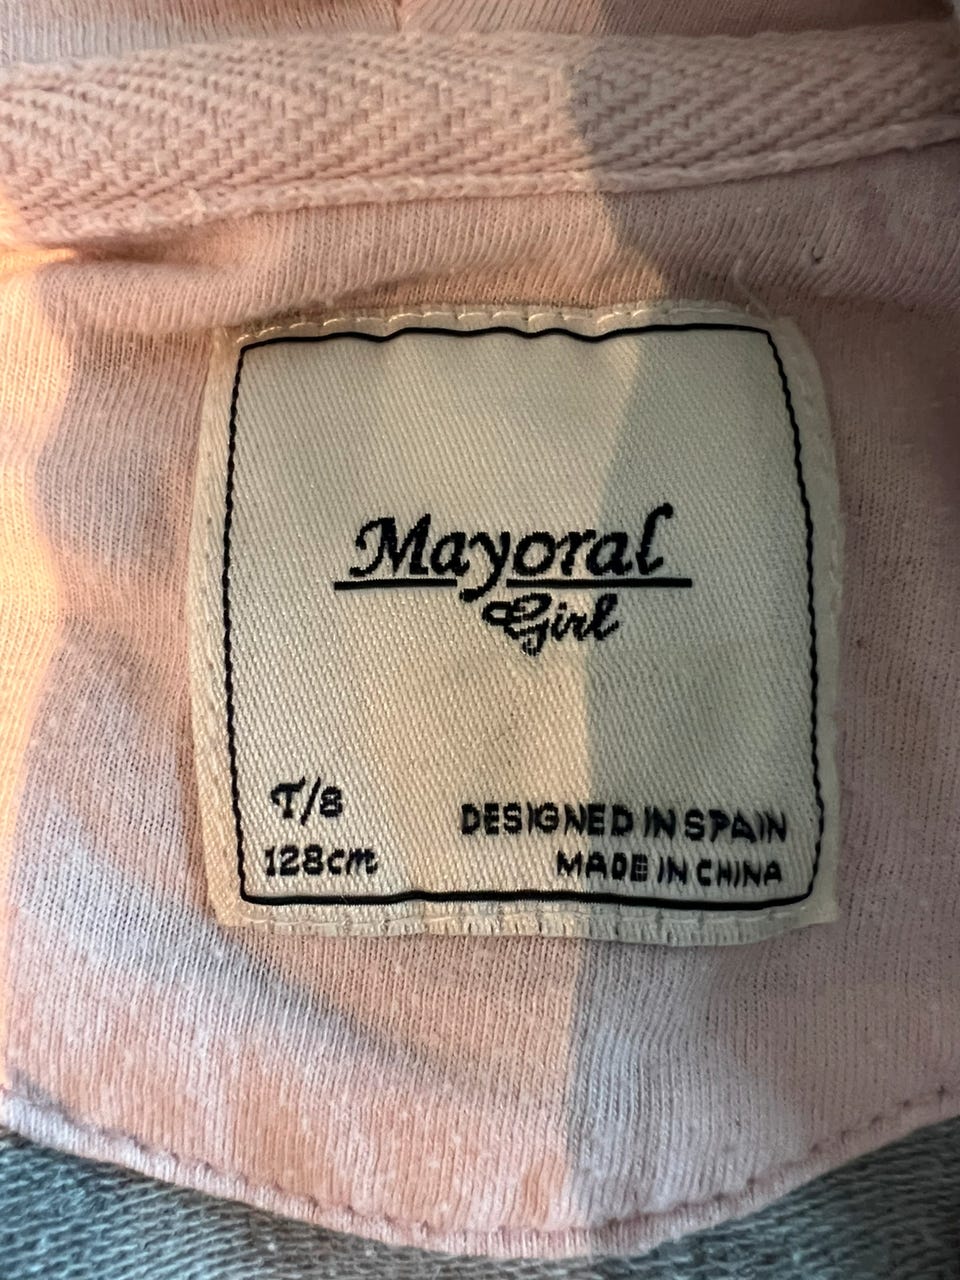 Mayoral
Girl
T/8
128cm
DESIGNED IN SPAIN
MADE IN CHINA